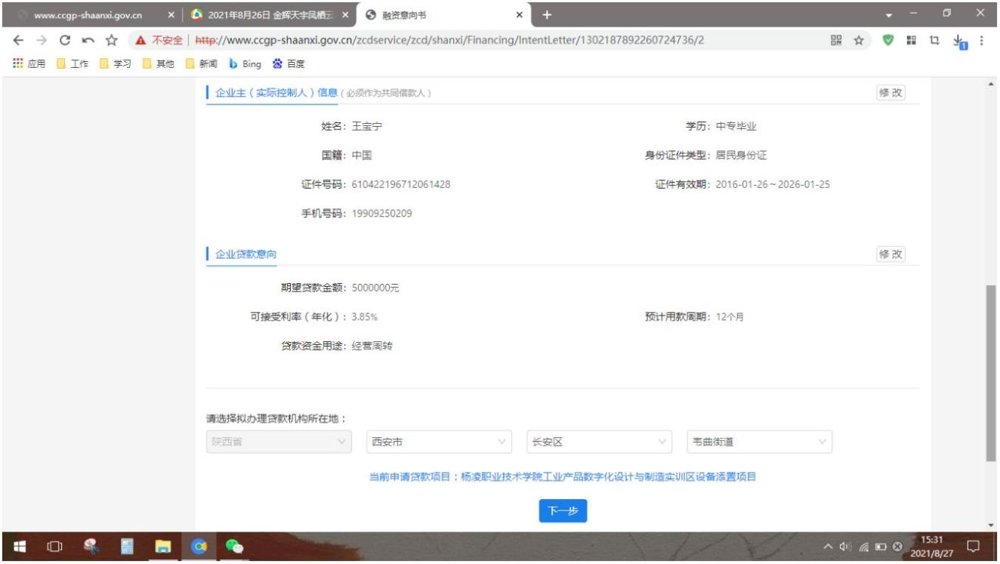 www.ccgp-shaanxi.gov.cn × 2021年8月26日 金辉天宇凤栖云 × 融资意向书 × +
不安全 | http://www.ccgp-shaanxi.gov.cn/zcdservice/zcd/shanxi/Financing/IntentLetter/1302187892260724736/2
应用 工作 学习 其他 新闻 Bing 百度
企业主（实际控制人）信息（必须作为共同借款人） 修改
姓名：王宝宁 学历：中专毕业
国籍：中国 身份证件类型：居民身份证
证件号码：610422196712061428 证件有效期：2016-01-26～2026-01-25
手机号码：19909250209
企业贷款意向 修改
期望贷款金额：5000000元
可接受利率（年化）：3.85% 预计用款周期：12个月
贷款资金用途：经营周转
请选择拟办理贷款机构所在地：
陕西省 西安市 长安区 韦曲街道
当前申请贷款项目：杨凌职业技术学院工业产品数字化设计与制造实训区设备添置项目
下一步
15:31
2021/8/27